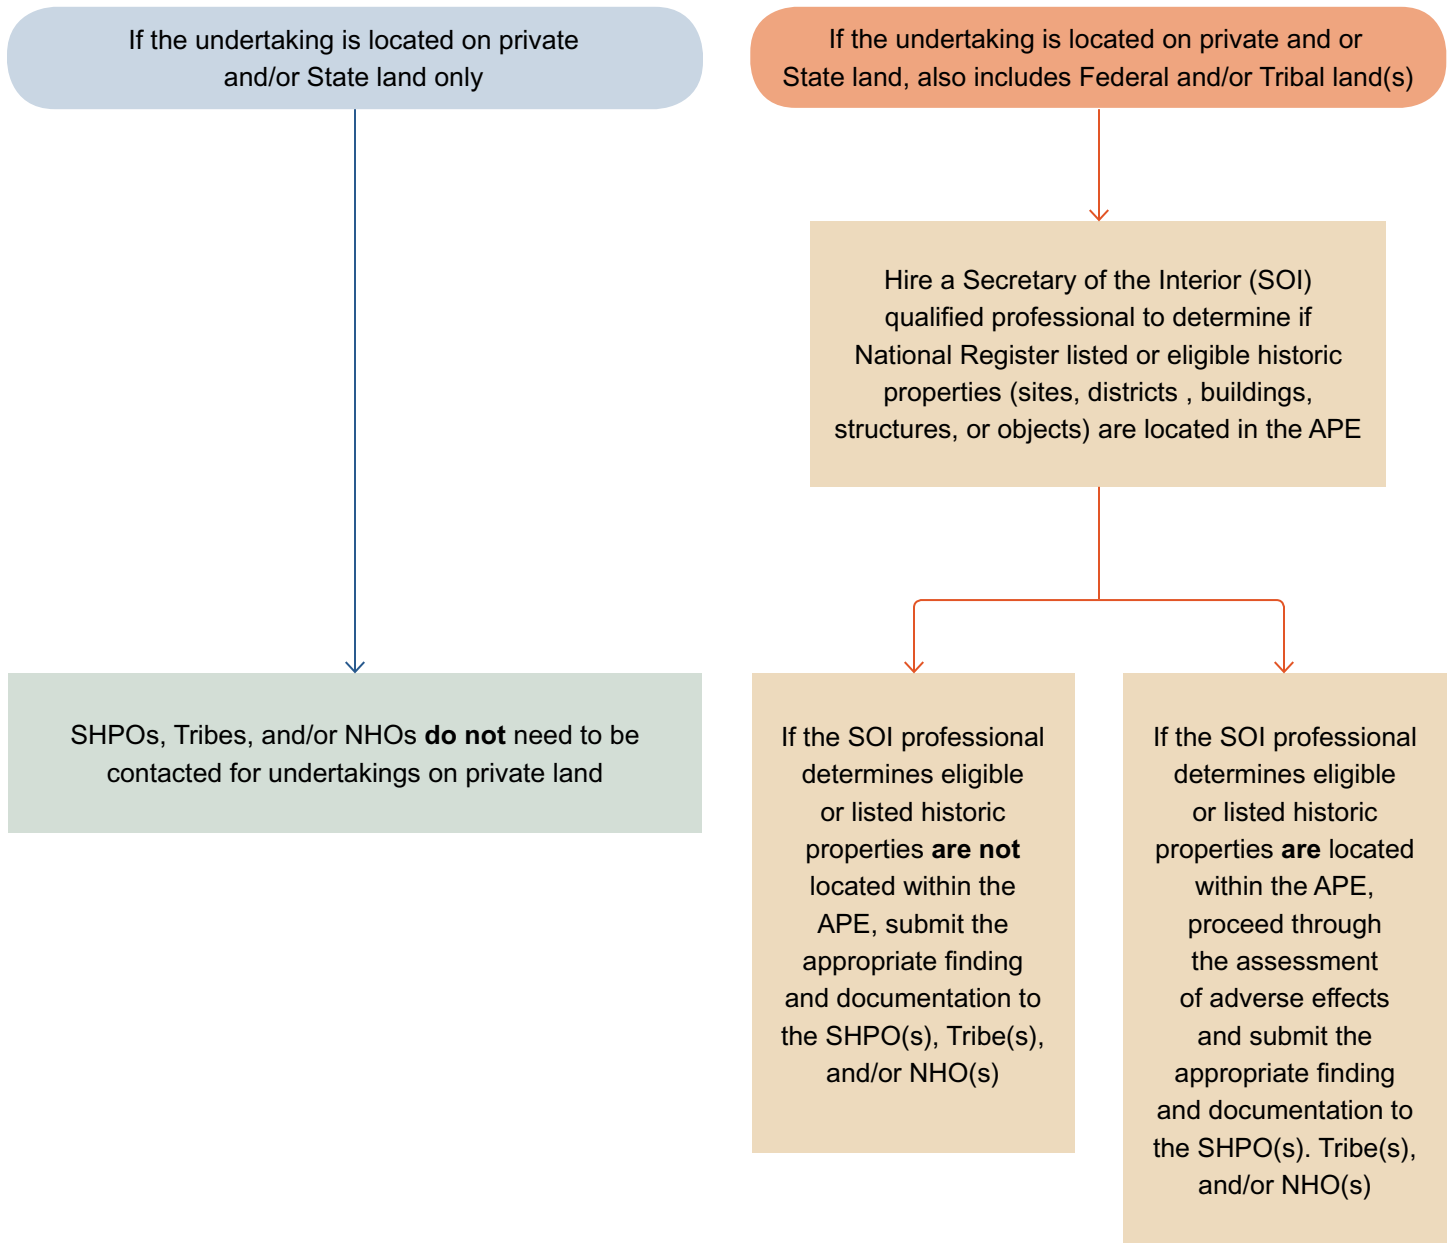 If the undertaking is located on private
and/or State land only
If the undertaking is located on private and or
State land, also includes Federal and/or Tribal land(s)
Hire a Secretary of the Interior (SOI)
qualified professional to determine if
National Register listed or eligible historic
properties (sites, districts , buildings,
structures, or objects) are located in the APE
SHPOs, Tribes, and/or NHOs do not need to be
contacted for undertakings on private land
If the SOI professional
determines eligible
or listed historic
properties are not
located within the
APE, submit the
appropriate finding
and documentation to
the SHPO(s), Tribe(s),
and/or NHO(s)
If the SOI professional
determines eligible
or listed historic
properties are located
within the APE,
proceed through
the assessment
of adverse effects
and submit the
appropriate finding
and documentation to
the SHPO(s). Tribe(s),
and/or NHO(s)